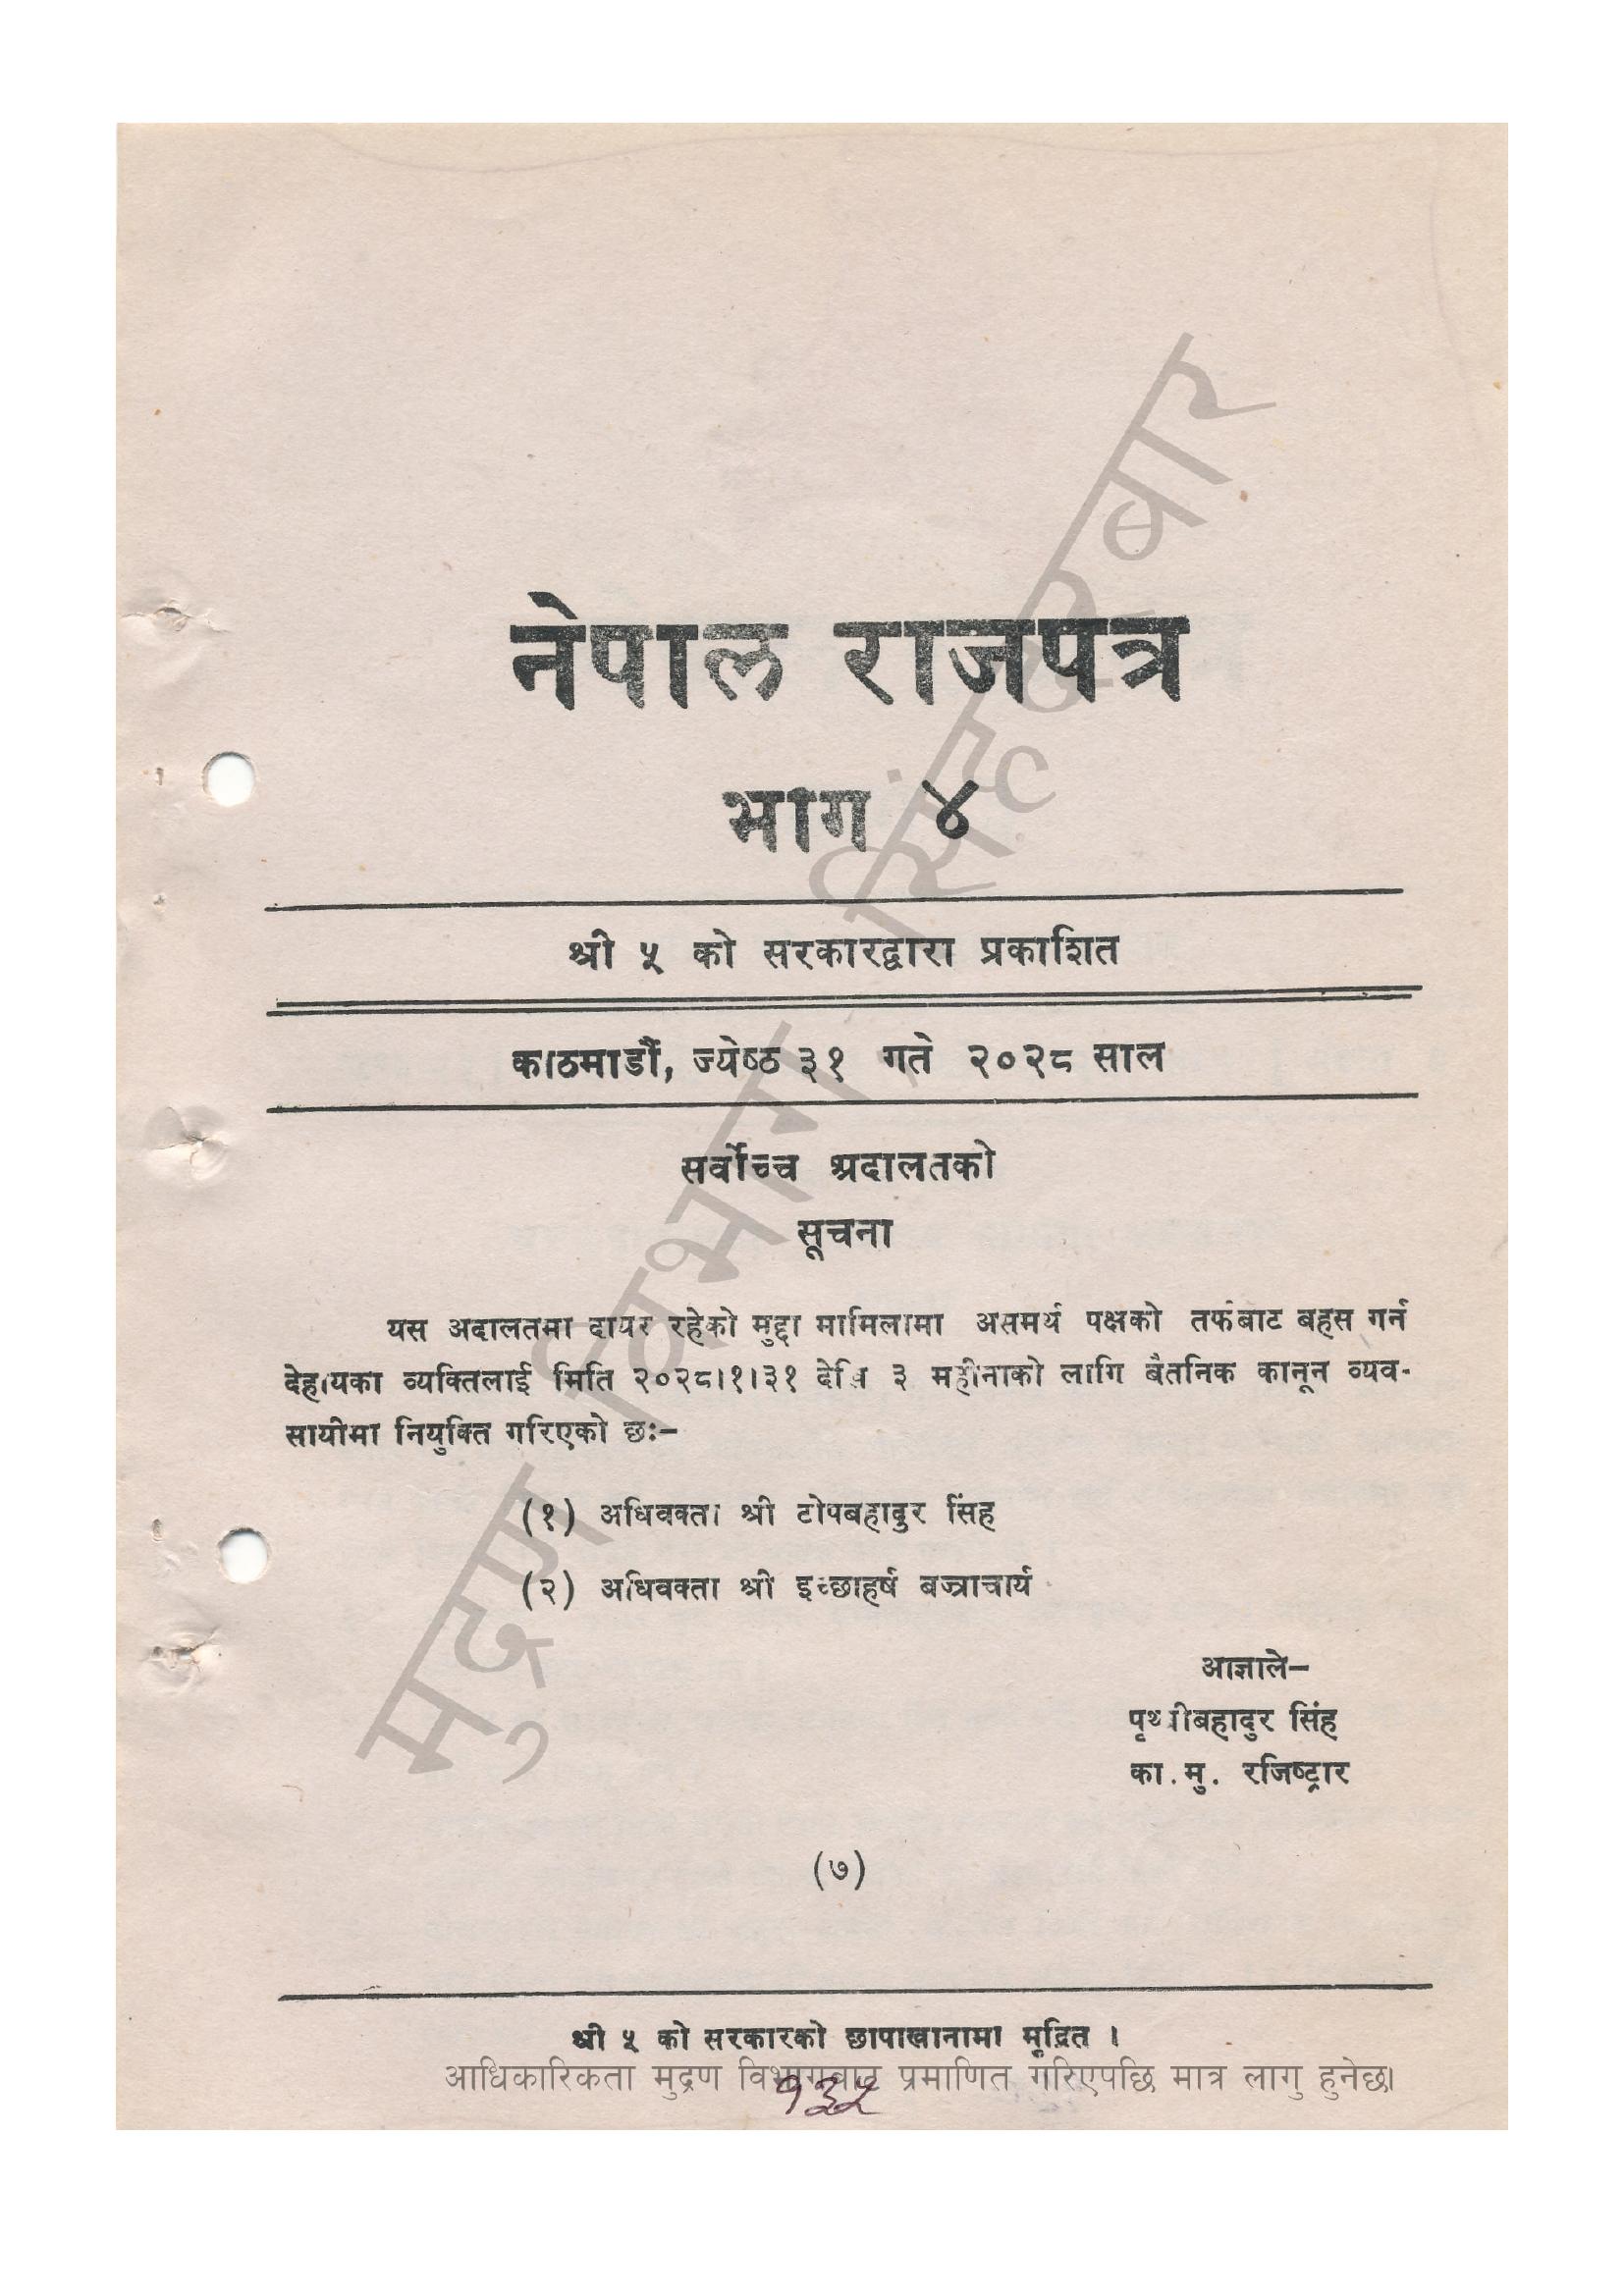 नेपाल राजपत्र
भाग ४
श्री ५ को सरकारद्वारा प्रकाशित
काठमाडौं, ज्येष्ठ ३१ गते २०२८ साल
सर्वोच्च अदालतको
सूचना
यस अदालतमा दायर रहेको मुद्दा मामिलामा असमर्थ पक्षको तर्फबाट बहस गर्न
देहायका व्यक्तिलाई मिति २०२८।१।३१ देखि ३ महीनाको लागि बैतनिक कानून व्यव-
सायीमा नियुक्ति गरिएको छः–
(१) अधिवक्ता श्री टोपबहादुर सिंह
(२) अधिवक्ता श्री इच्छाहर्ष बज्राचार्य
आज्ञाले–
पृथ्वीबहादुर सिंह
का.मु. रजिष्ट्रार
(७)
श्री ५ को सरकारको छापाखानामा मुद्रित ।
आधिकारिकता मुद्रण विभागबाट प्रमाणित गरिएपछि मात्र लागु हुनेछ।
१३५
मुद्रण विभाग, सिंहदरवार